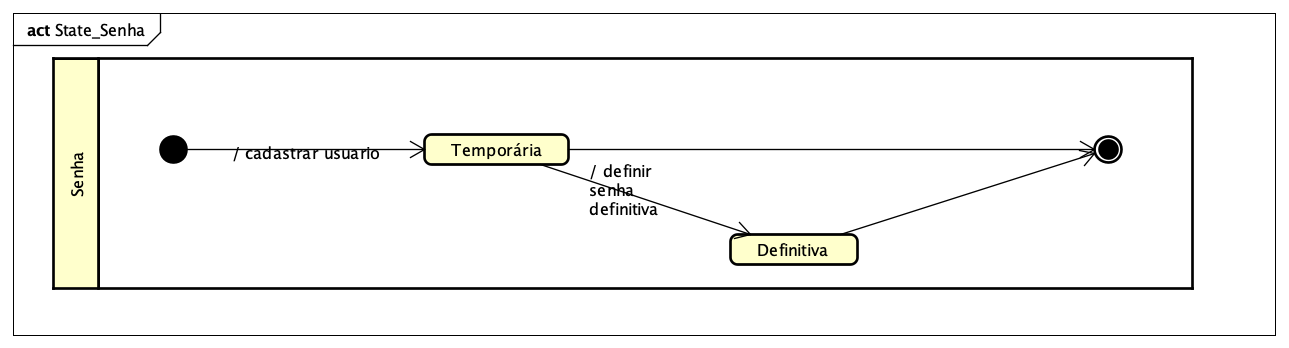 act State_Senha
Senha
/ cadastrar usuario
Temporária
/ definir
senha
definitiva
Definitiva